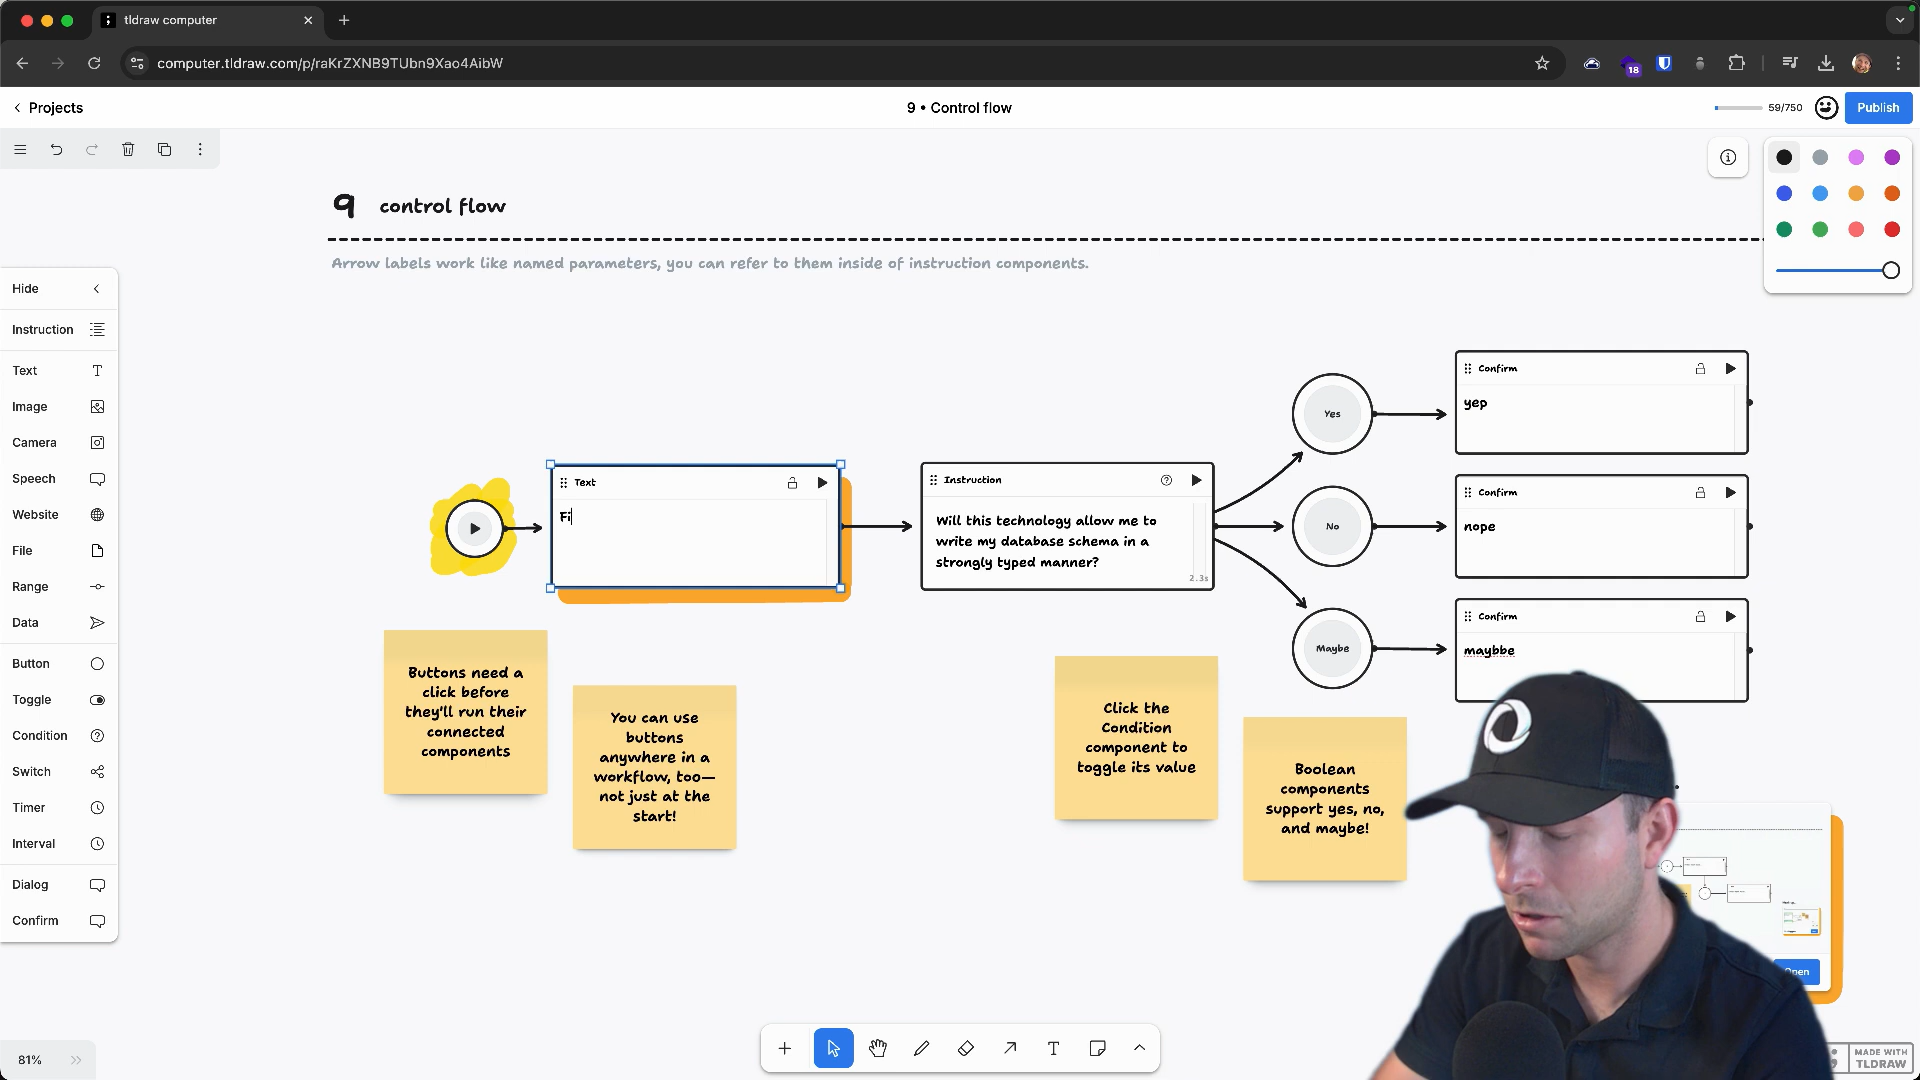 tldraw computer
computer.tldraw.com/p/raKrZXNB9TUbn9Xao4AibW
18
Projects
9 • Control flow
59/750
Publish
9 control flow
Arrow labels work like named parameters, you can refer to them inside of instruction components.
Hide
Instruction
Text
Image
Camera
Speech
Website
File
Range
Data
Button
Toggle
Condition
Switch
Timer
Interval
Dialog
Confirm
Text
Fi
Instruction
Will this technology allow me to
write my database schema in a
strongly typed manner?
2.3s
Yes
No
Maybe
Confirm
yep
Confirm
nope
Confirm
maybbe
Buttons need a
click before
they'll run their
connected
components
You can use
buttons
anywhere in a
workflow, too—
not just at the
start!
Click the
Condition
component to
toggle its value
Boolean
components
support yes, no,
and maybe!
Open
81%
MADE WITH
TLDRAW